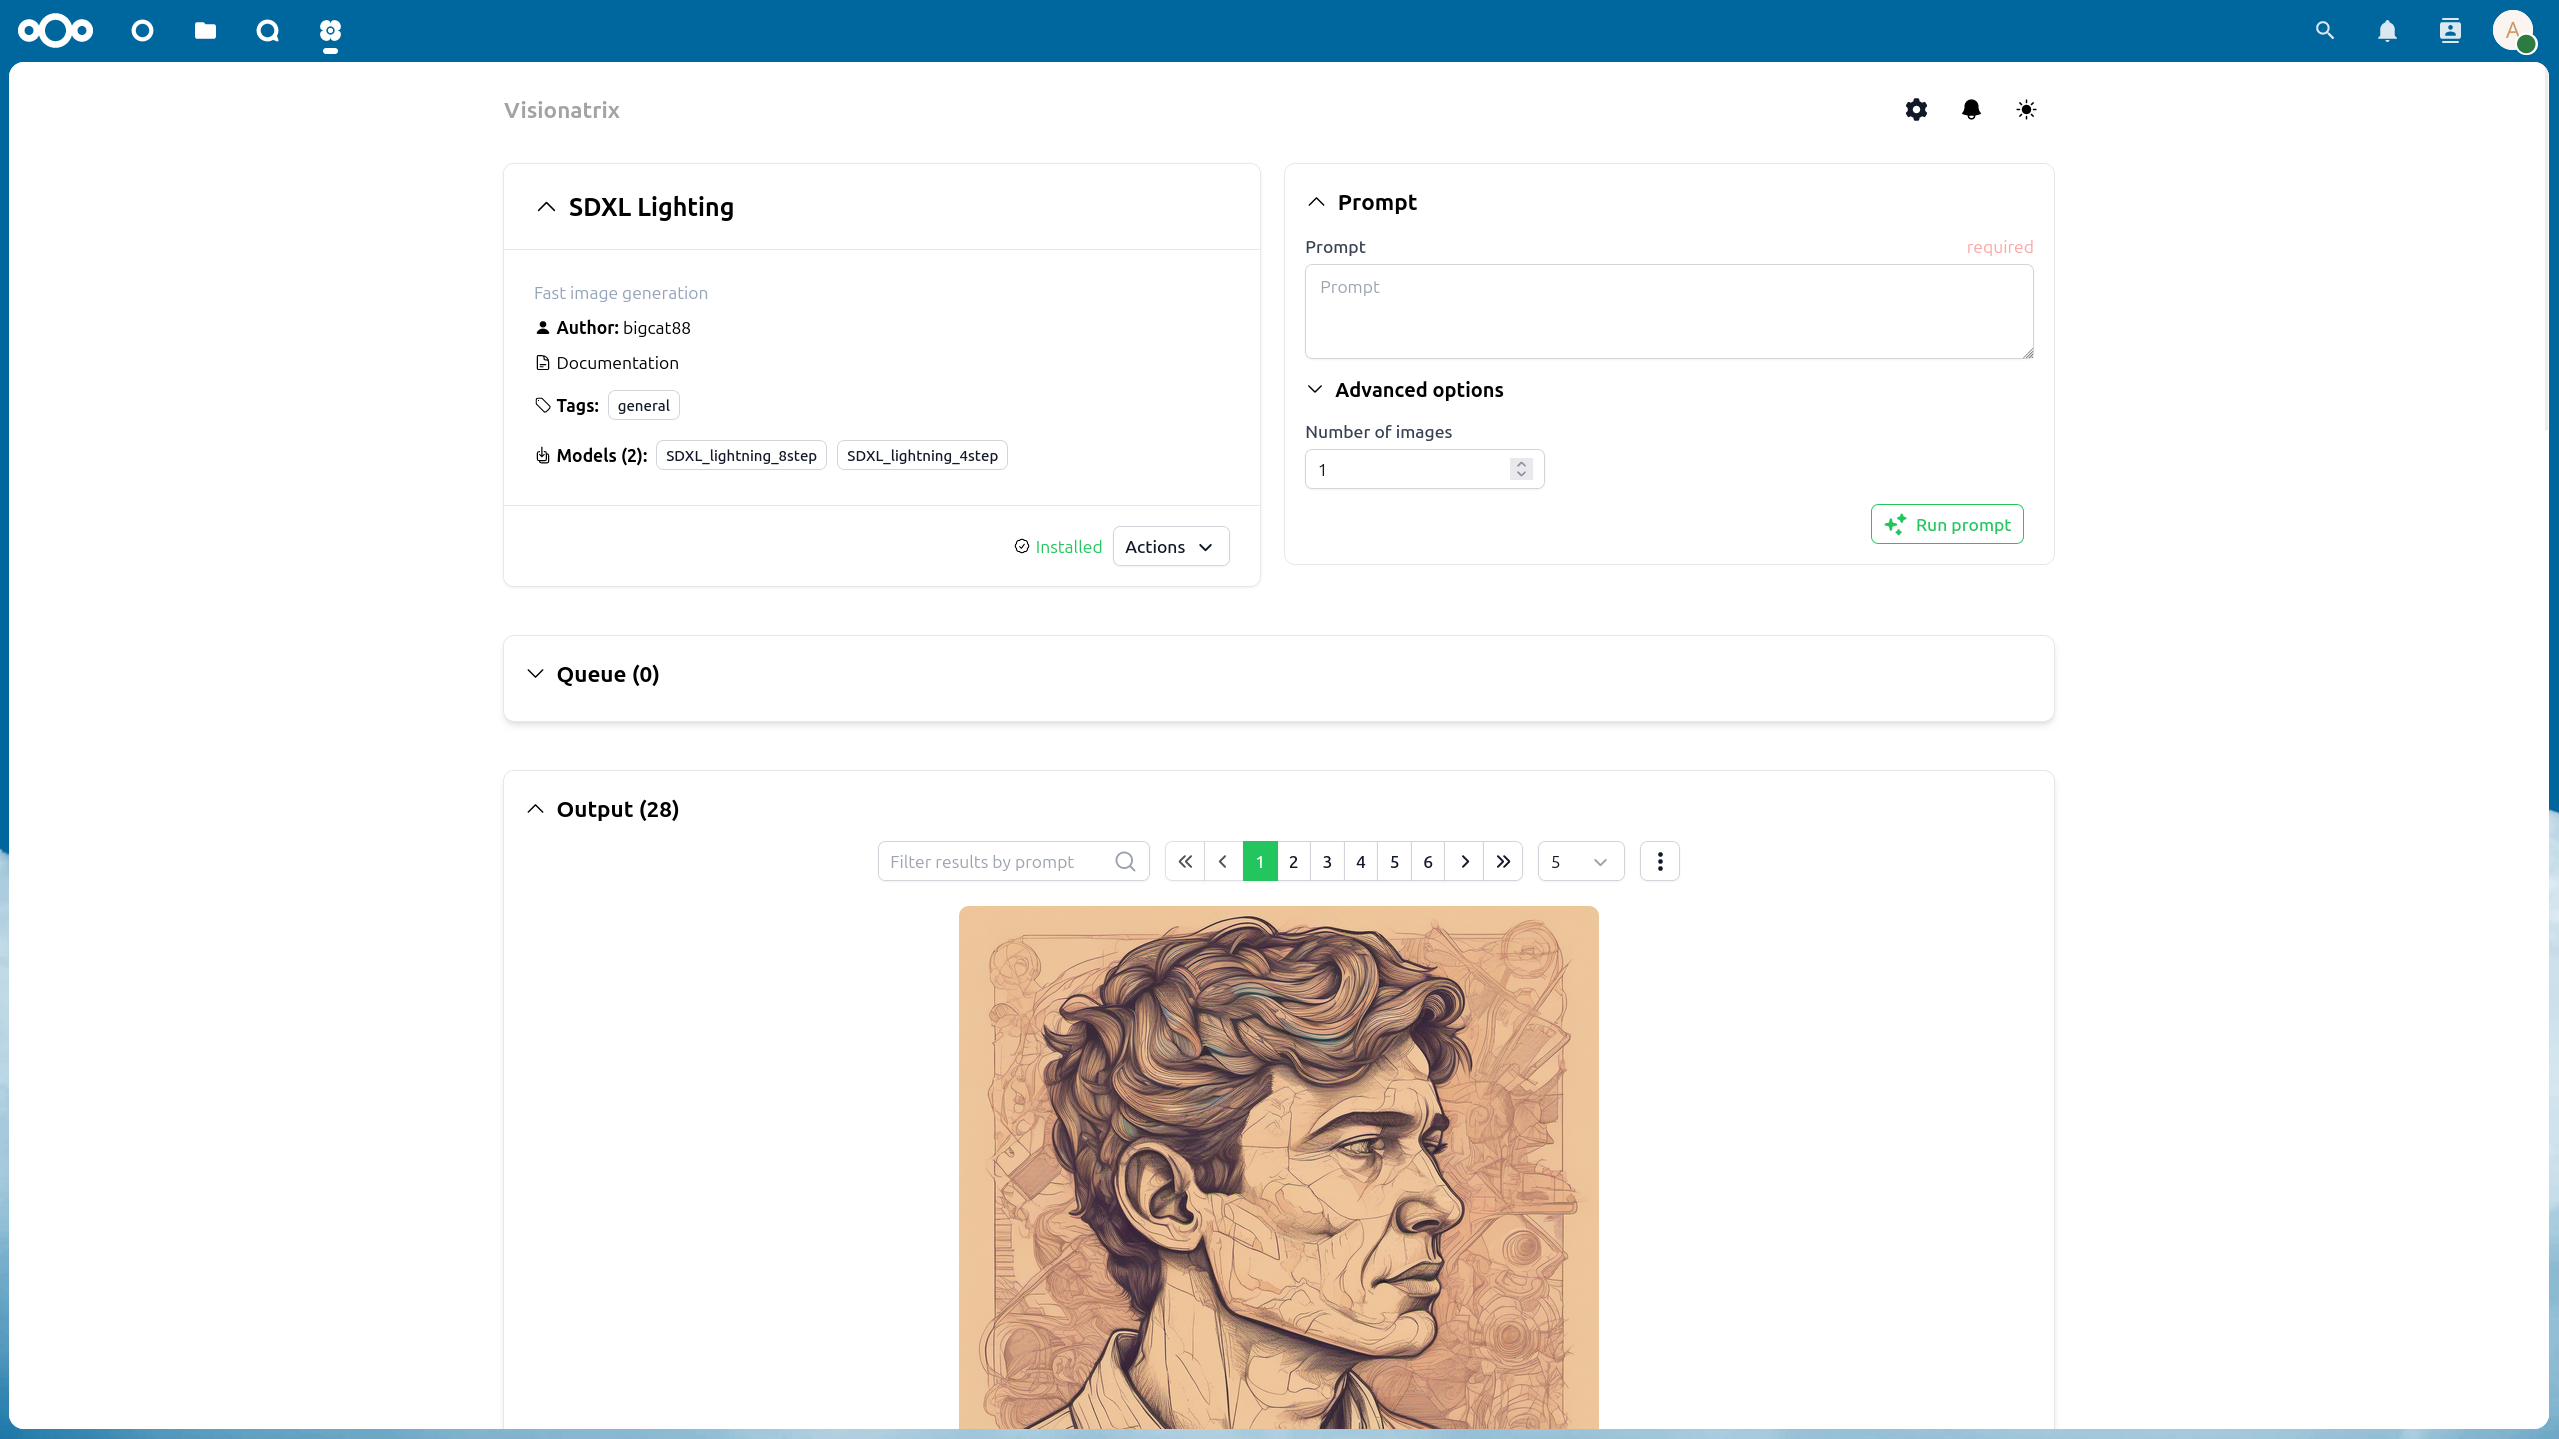 A
Visionatrix
SDXL Lighting
Fast image generation
Author: bigcat88
Documentation
Tags: general
Models (2): SDXL_lightning_8step SDXL_lightning_4step
Installed Actions
Prompt
Prompt required
Prompt
Advanced options
Number of images
1
Run prompt
Queue (0)
Output (28)
Filter results by prompt 1 2 3 4 5 6 5